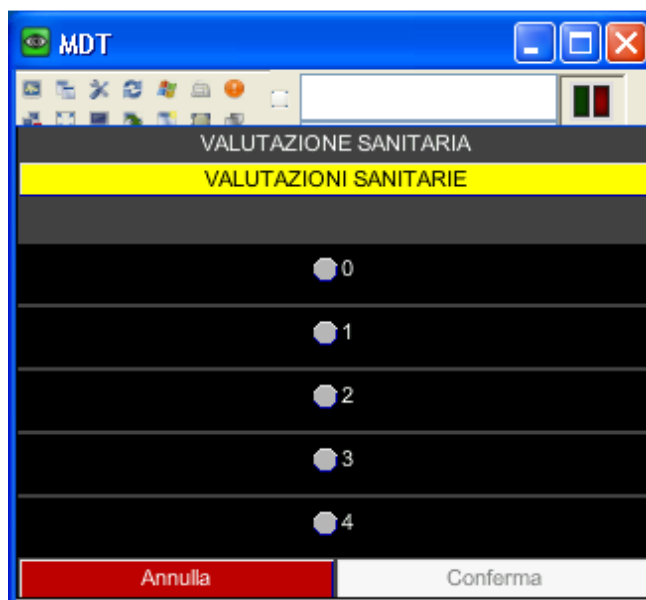 MDT
VALUTAZIONE SANITARIA
VALUTAZIONI SANITARIE
0
1
2
3
4
Annulla
Conferma